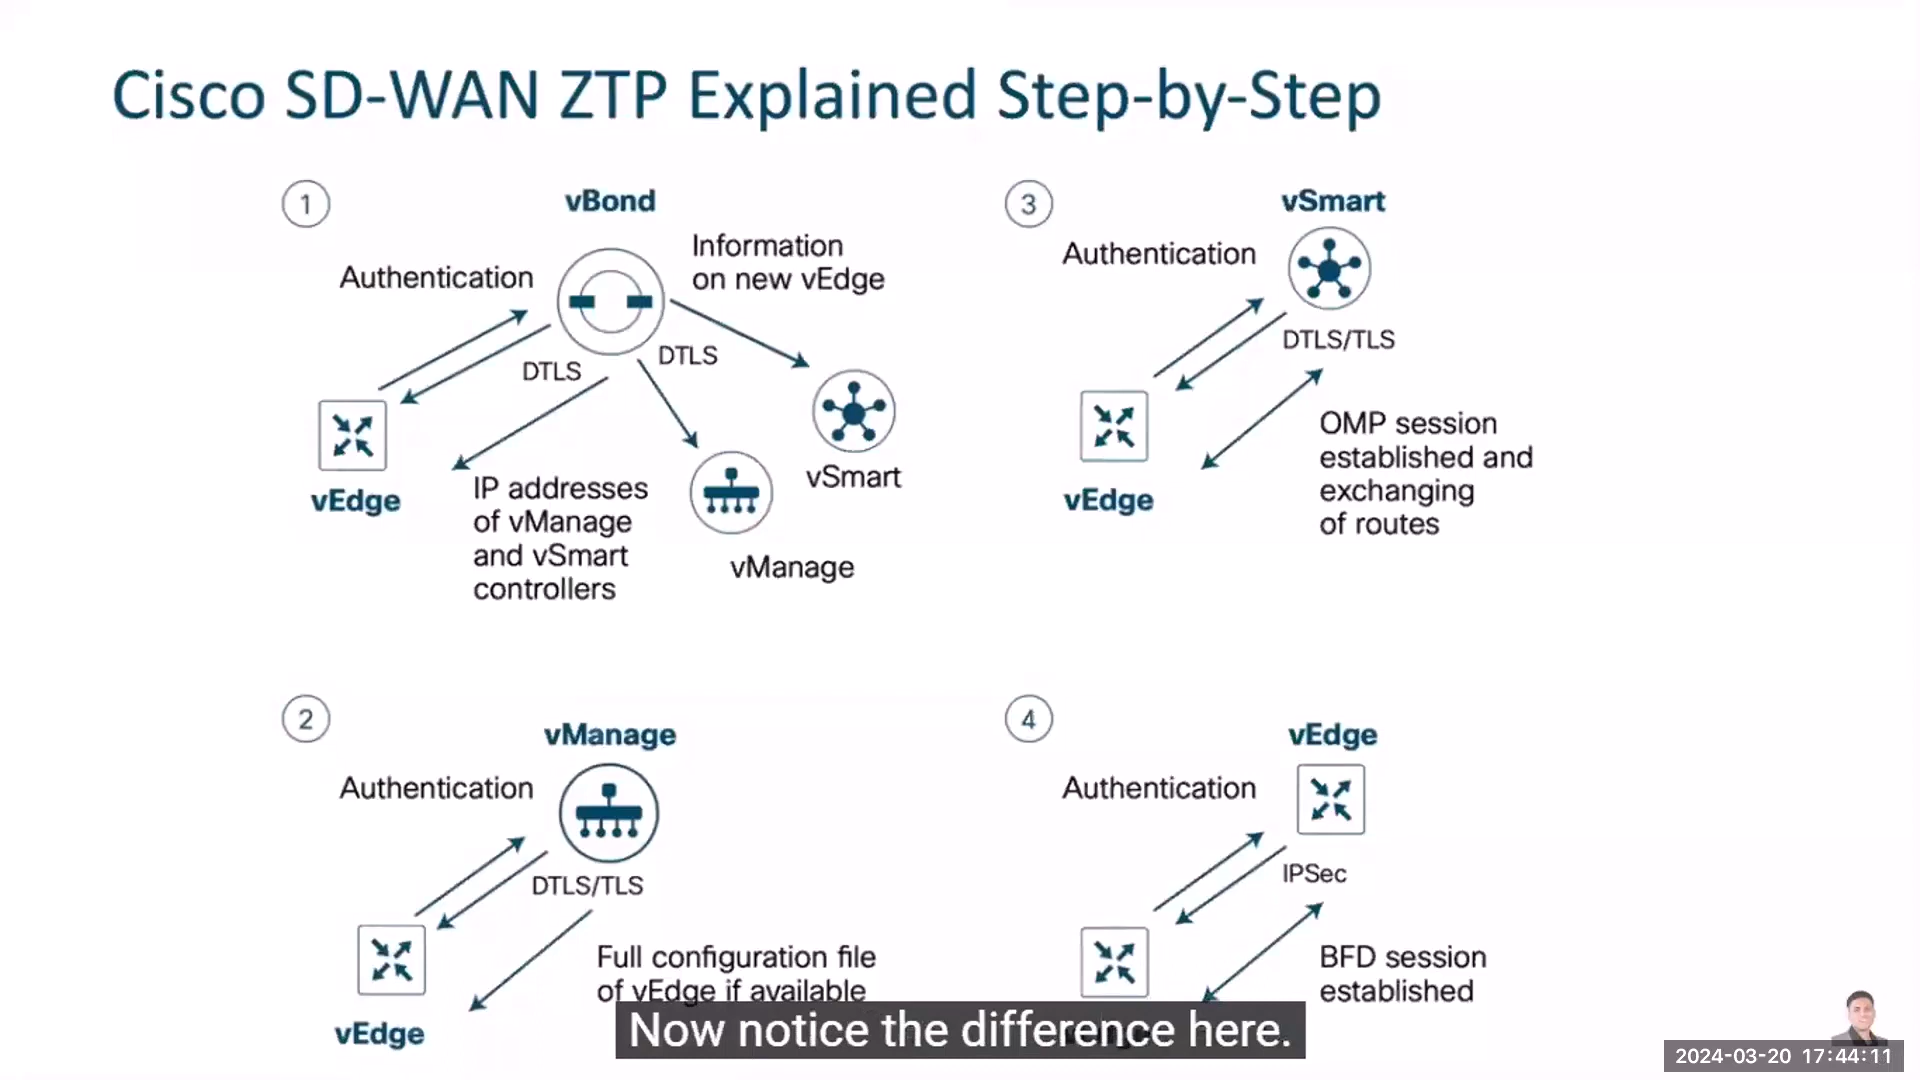 Cisco SD-WAN ZTP Explained Step-by-Step
1
vBond
Authentication
Information
on new vEdge
DTLS
DTLS
vEdge
IP addresses
of vManage
and vSmart
controllers
vSmart
vManage
3
vSmart
Authentication
DTLS/TLS
vEdge
OMP session
established and
exchanging
of routes
2
vManage
Authentication
DTLS/TLS
vEdge
Full configuration file
of vEdge if available
4
vEdge
Authentication
IPSec
BFD session
established
Now notice the difference here.
2024-03-20 17:44:11